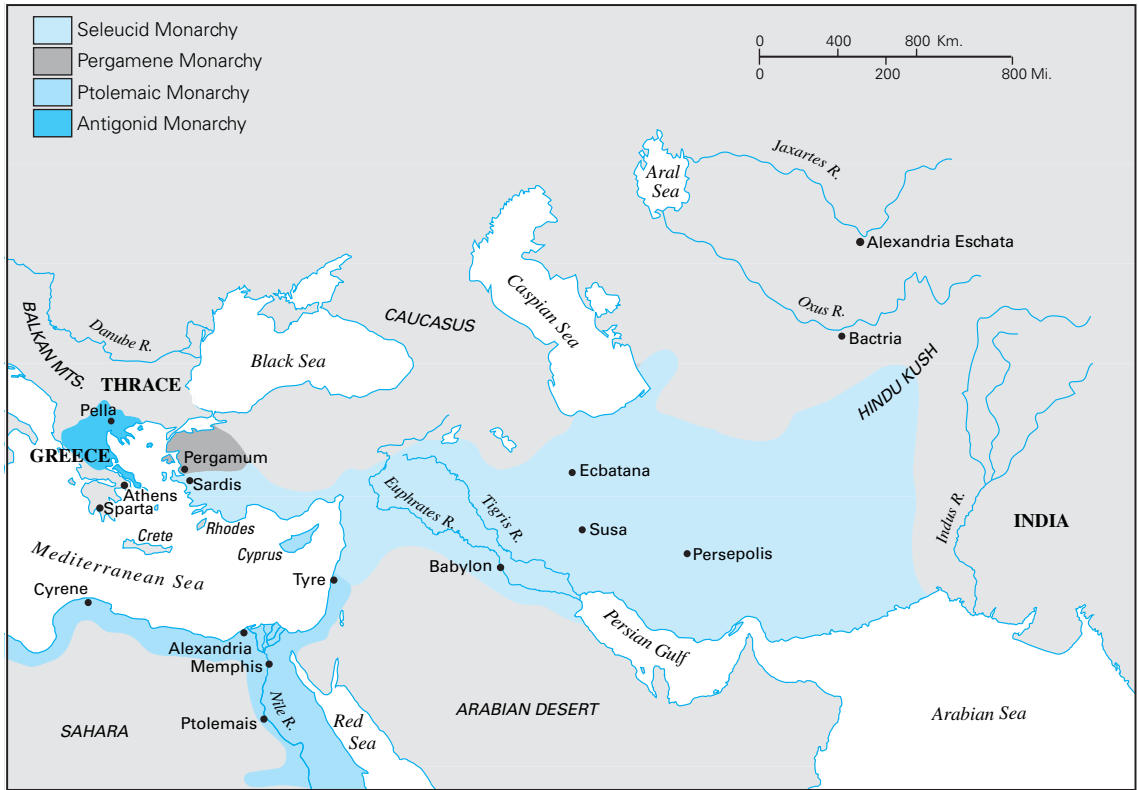 Seleucid Monarchy
Pergamene Monarchy
Ptolemaic Monarchy
Antigonid Monarchy
0 400 800 Km.
0 200 800 Mi.
Jaxartes R.
Aral
Sea
Alexandria Eschata
Caspian Sea
Oxus R.
BALKAN MTS.
Danube R.
CAUCASUS
Bactria
Black Sea
THRACE
HINDU KUSH
Pella
GREECE
Pergamum
Ecbatana
Sardis
Athens
Euphrates R.
Tigris R.
Sparta
Rhodes
Indus R.
INDIA
Crete
Susa
Cyprus
Mediterranean Sea
Persepolis
Babylon
Tyre
Cyrene
Persian Gulf
Alexandria
Memphis
Nile R.
Ptolemais
ARABIAN DESERT
Arabian Sea
SAHARA
Red
Sea